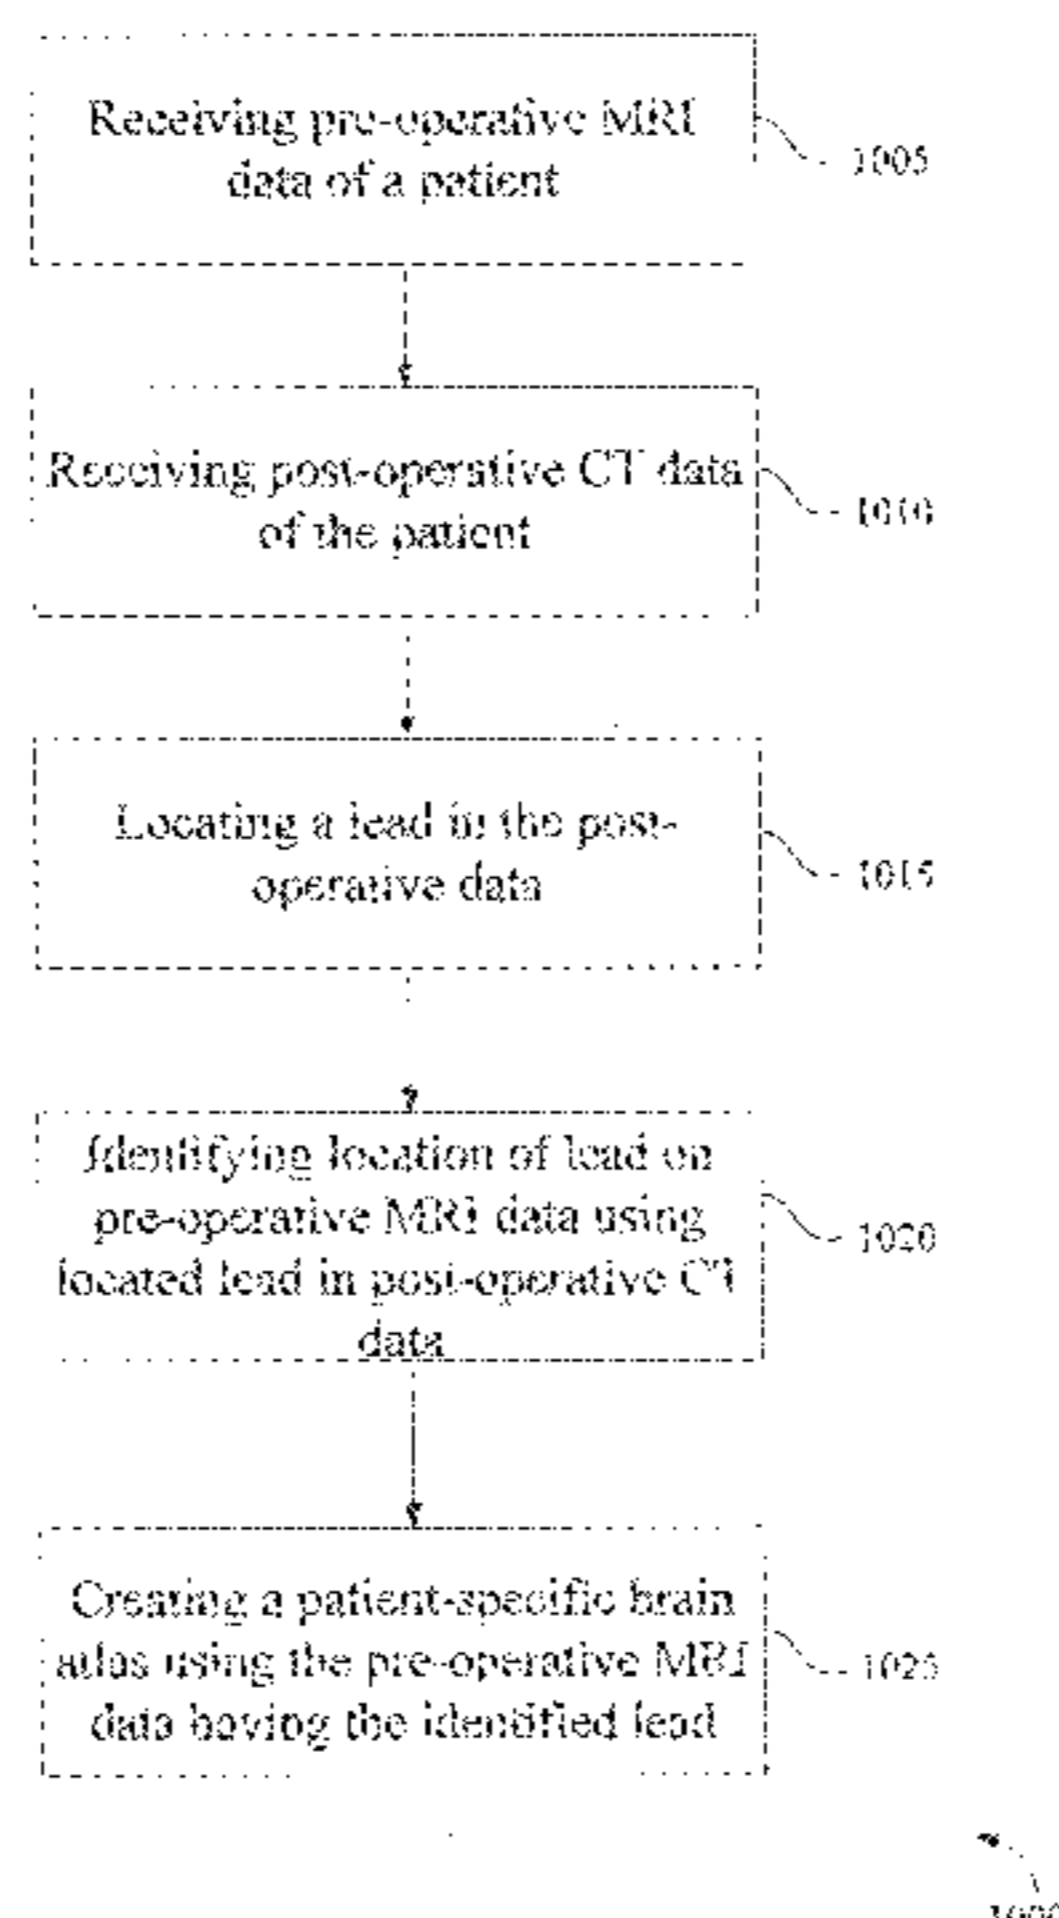 Receiving pre-operative MRI
data of a patient
1005
Receiving post-operative CT data
of the patient
1010
Locating a lead in the post-
operative data
1015
Identifying location of lead on
pre-operative MRI data using
located lead in post-operative CT
data
1020
Creating a patient-specific brain
atlas using the pre-operative MRI
data having the identified lead
1025